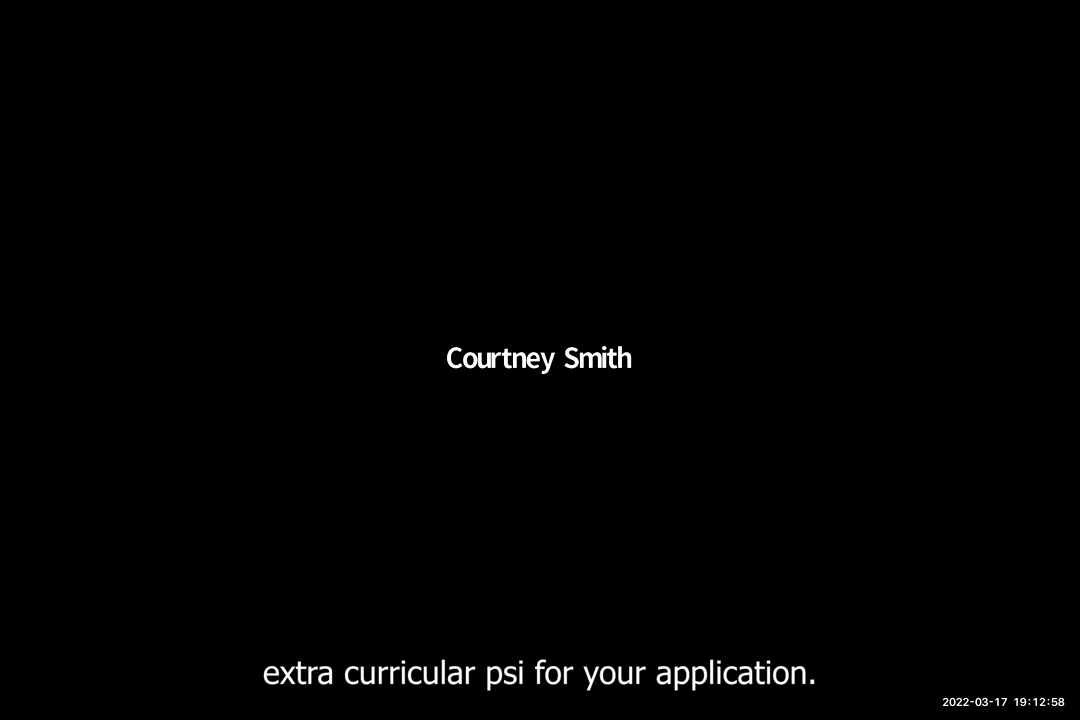 Courtney Smith
extra curricular psi for your application.
2022-03-17 19:12:58